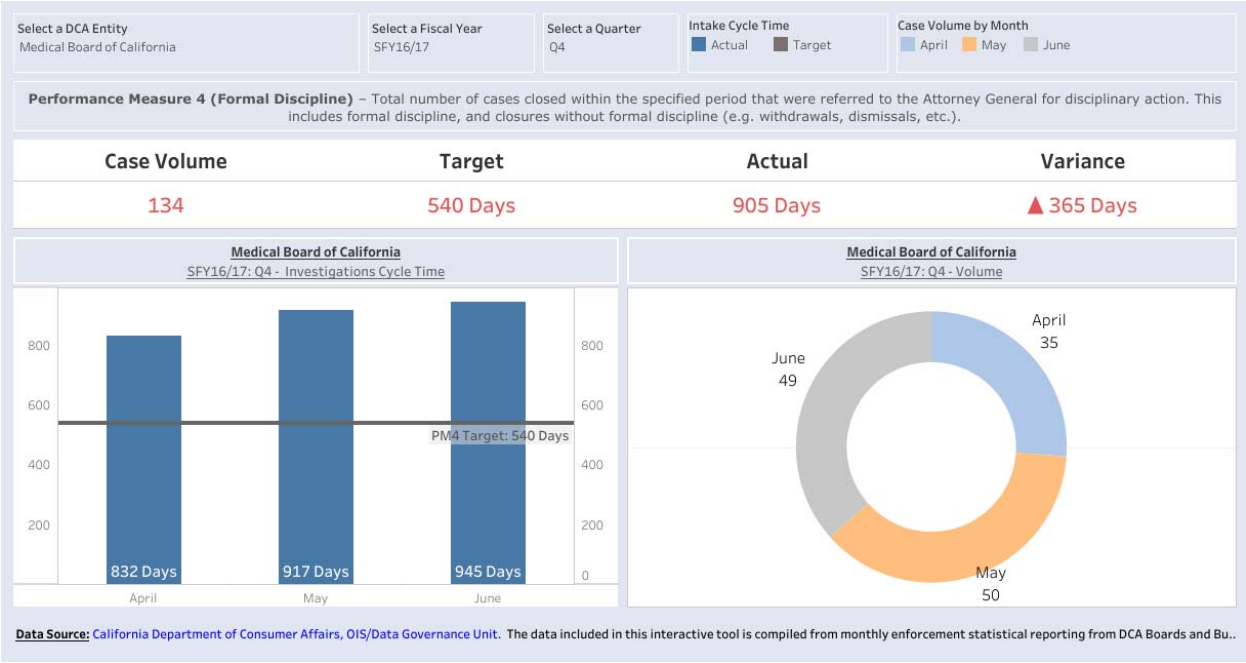 Select a DCA Entity
Medical Board of California
Select a Fiscal Year
SFY16/17
Select a Quarter
Q4
Intake Cycle Time
Actual Target
Case Volume by Month
April May June
Performance Measure 4 (Formal Discipline) – Total number of cases closed within the specified period that were referred to the Attorney General for disciplinary action. This
includes formal discipline, and closures without formal discipline (e.g. withdrawals, dismissals, etc.).
Case Volume Target Actual Variance
134 540 Days 905 Days ▲ 365 Days
Medical Board of California
SFY16/17: Q4 - Investigations Cycle Time
800 800
600 600
PM4 Target: 540 Days
400 400
200 200
0
832 Days 917 Days 945 Days
April May June
Medical Board of California
SFY16/17: Q4 - Volume
April
35
June
49
May
50
Data Source: California Department of Consumer Affairs, OIS/Data Governance Unit. The data included in this interactive tool is compiled from monthly enforcement statistical reporting from DCA Boards and Bu..